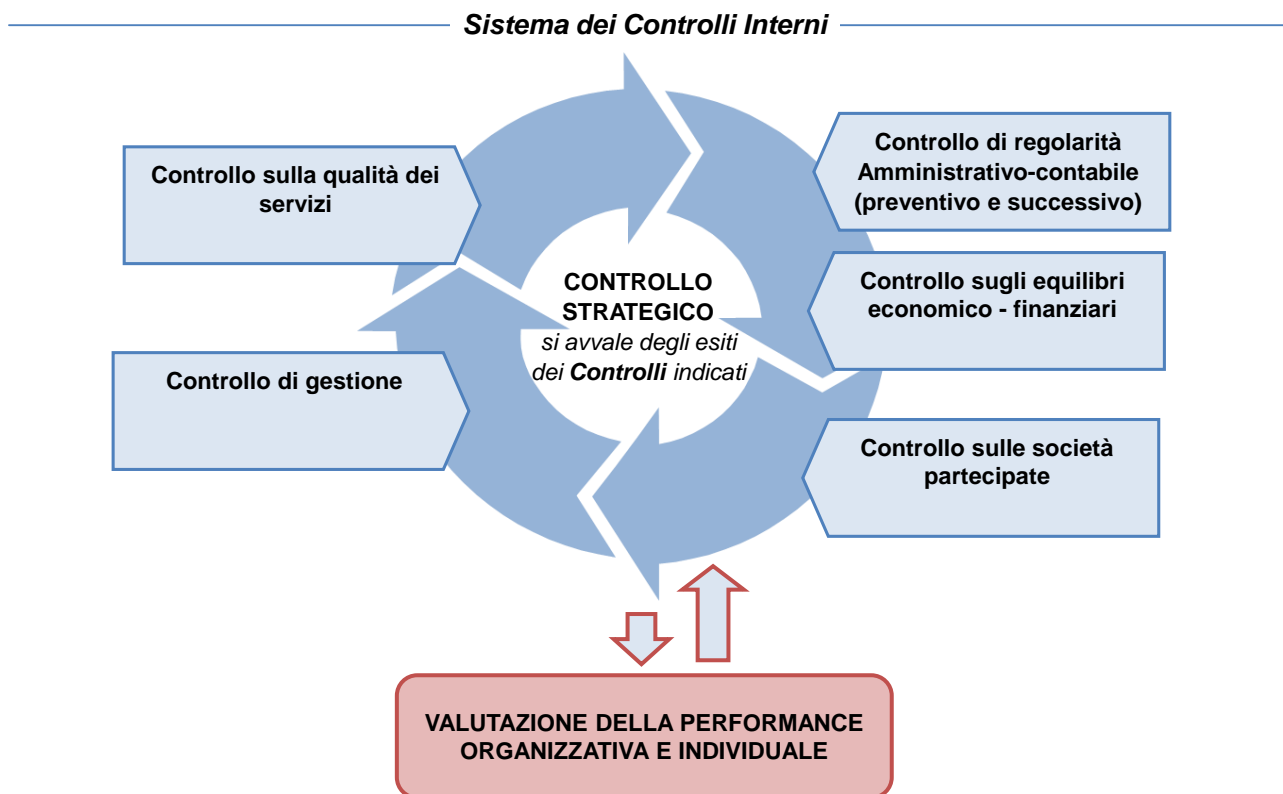 Sistema dei Controlli Interni
Controllo sulla qualità dei
servizi
Controllo di regolarità
Amministrativo-contabile
(preventivo e successivo)
CONTROLLO
STRATEGICO
si avvale degli esiti
dei Controlli indicati
Controllo sugli equilibri
economico - finanziari
Controllo di gestione
Controllo sulle società
partecipate
VALUTAZIONE DELLA PERFORMANCE
ORGANIZZATIVA E INDIVIDUALE